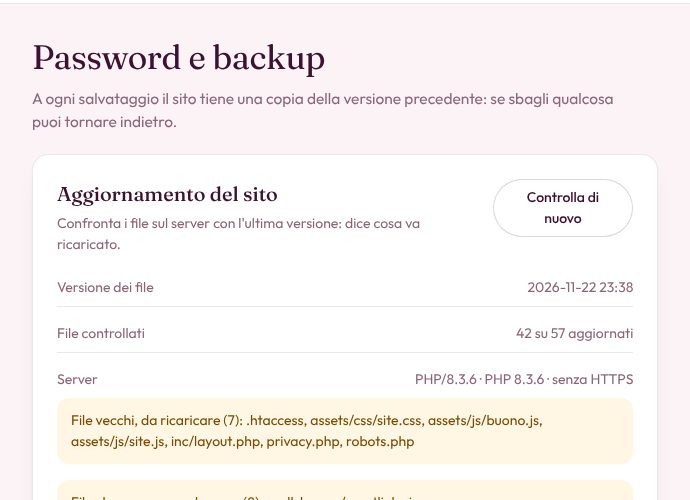 Password e backup
A ogni salvataggio il sito tiene una copia della versione precedente: se sbagli qualcosa
puoi tornare indietro.
Aggiornamento del sito
Controlla di
nuovo
Confronta i file sul server con l'ultima versione: dice cosa va
ricaricato.
Versione dei file 2026-11-22 23:38
File controllati 42 su 57 aggiornati
Server PHP/8.3.6 · PHP 8.3.6 · senza HTTPS
File vecchi, da ricaricare (7): .htaccess, assets/css/site.css, assets/js/buono.js,
assets/js/site.js, inc/layout.php, privacy.php, robots.php